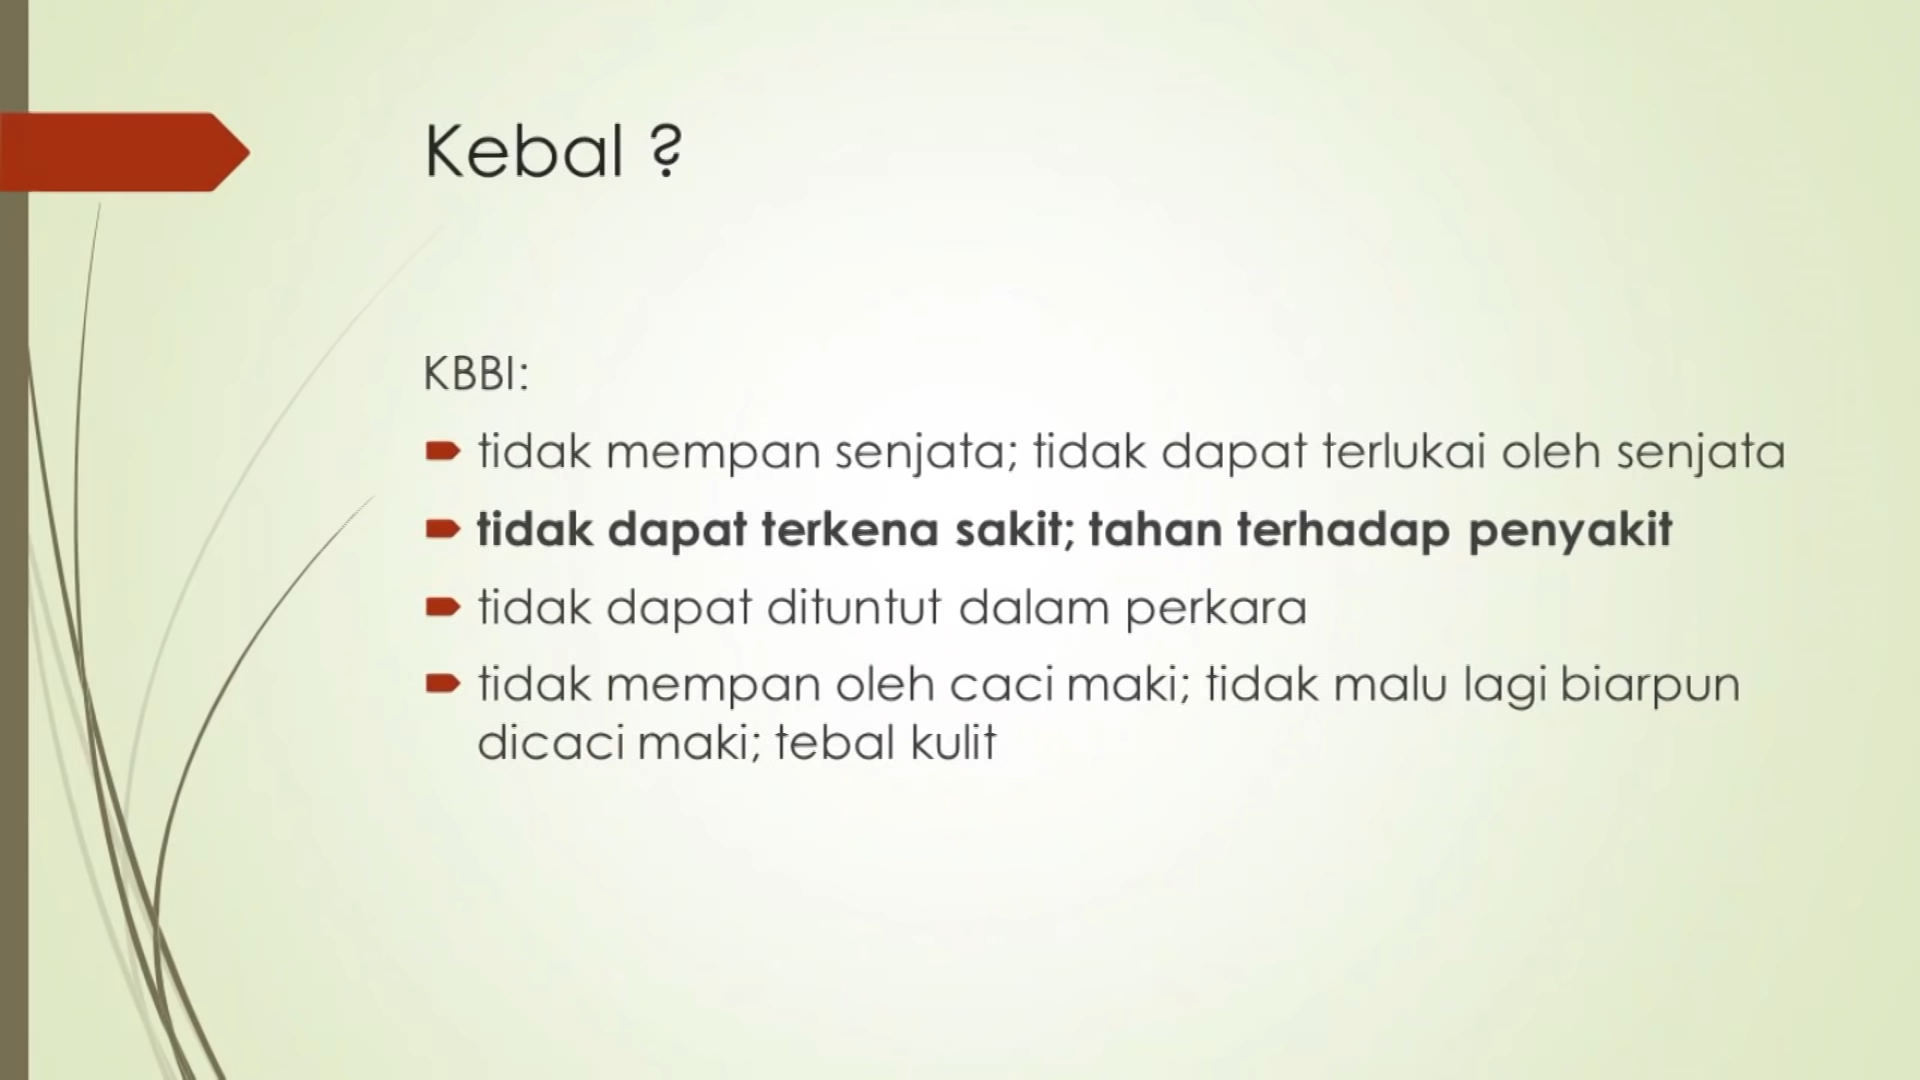 Kebal ?
KBBI:
tidak mempan senjata; tidak dapat terlukai oleh senjata
tidak dapat terkena sakit; tahan terhadap penyakit
tidak dapat dituntut dalam perkara
tidak mempan oleh caci maki; tidak malu lagi biarpun
dicaci maki; tebal kulit